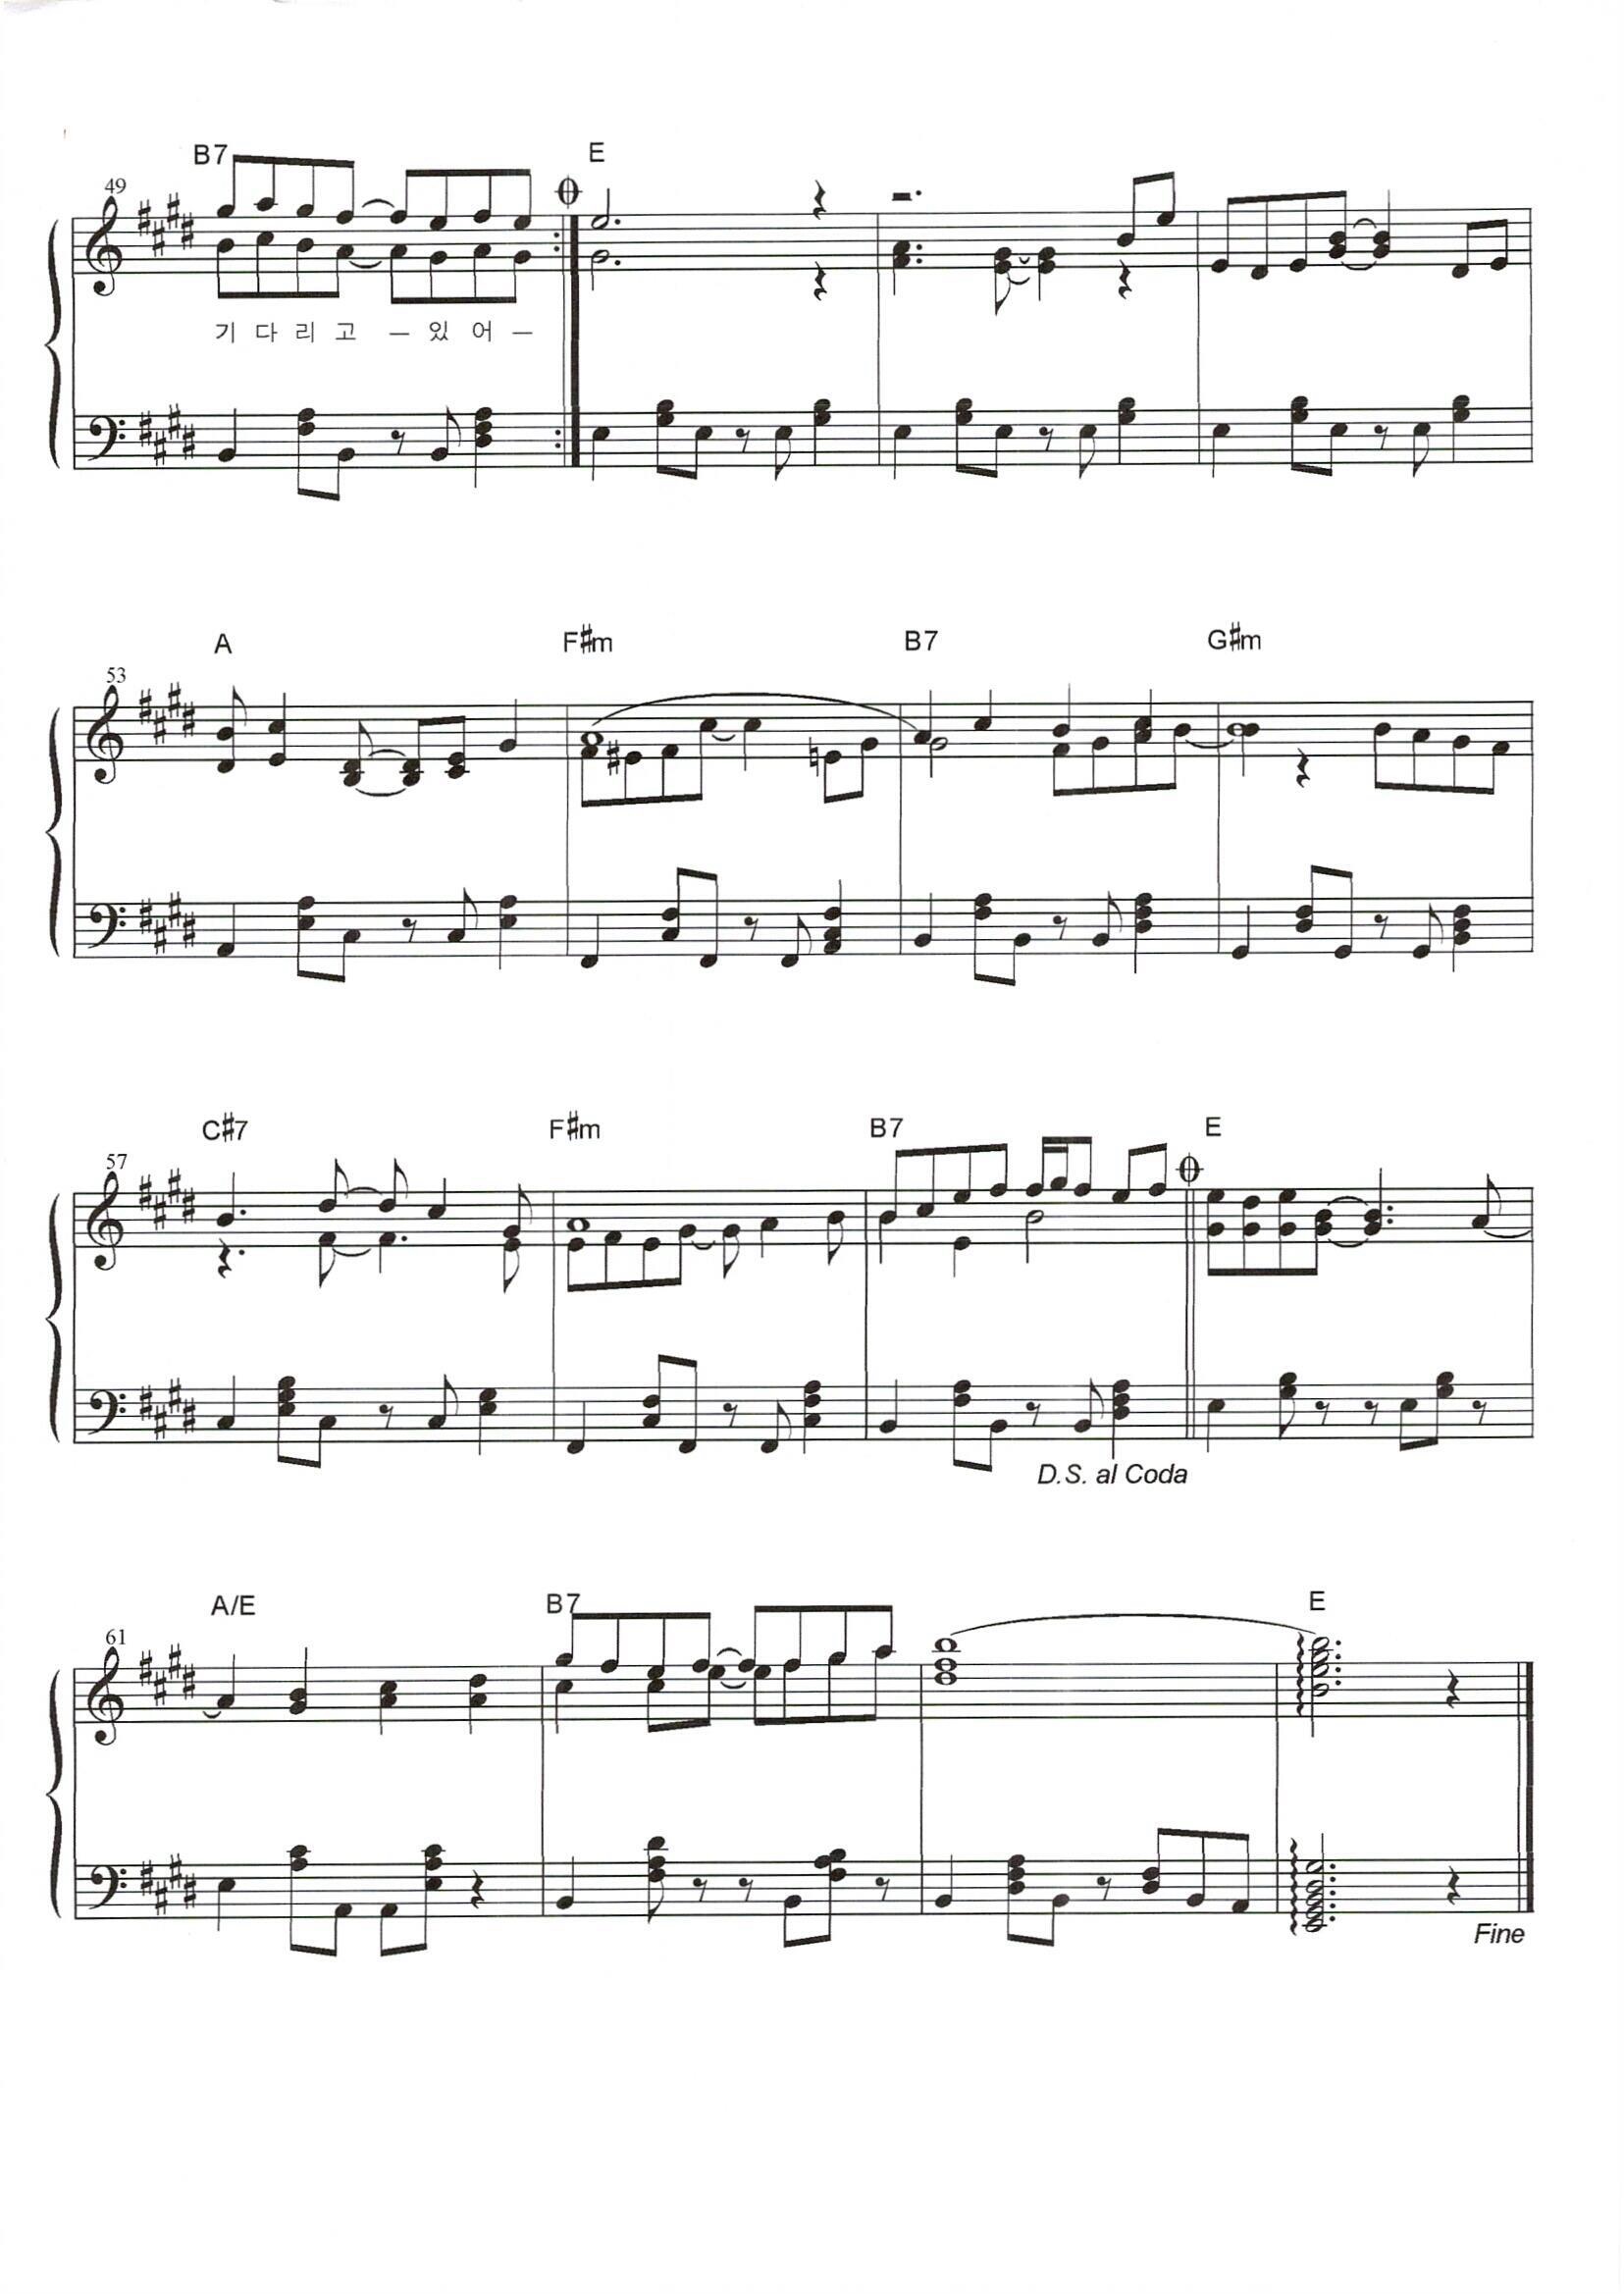 B7 E
49
기 다 리 고 – 있 어 –
A F#m B7 G#m
53
C#7 F#m B7 E
57
D.S. al Coda
A/E B7 E
61
Fine